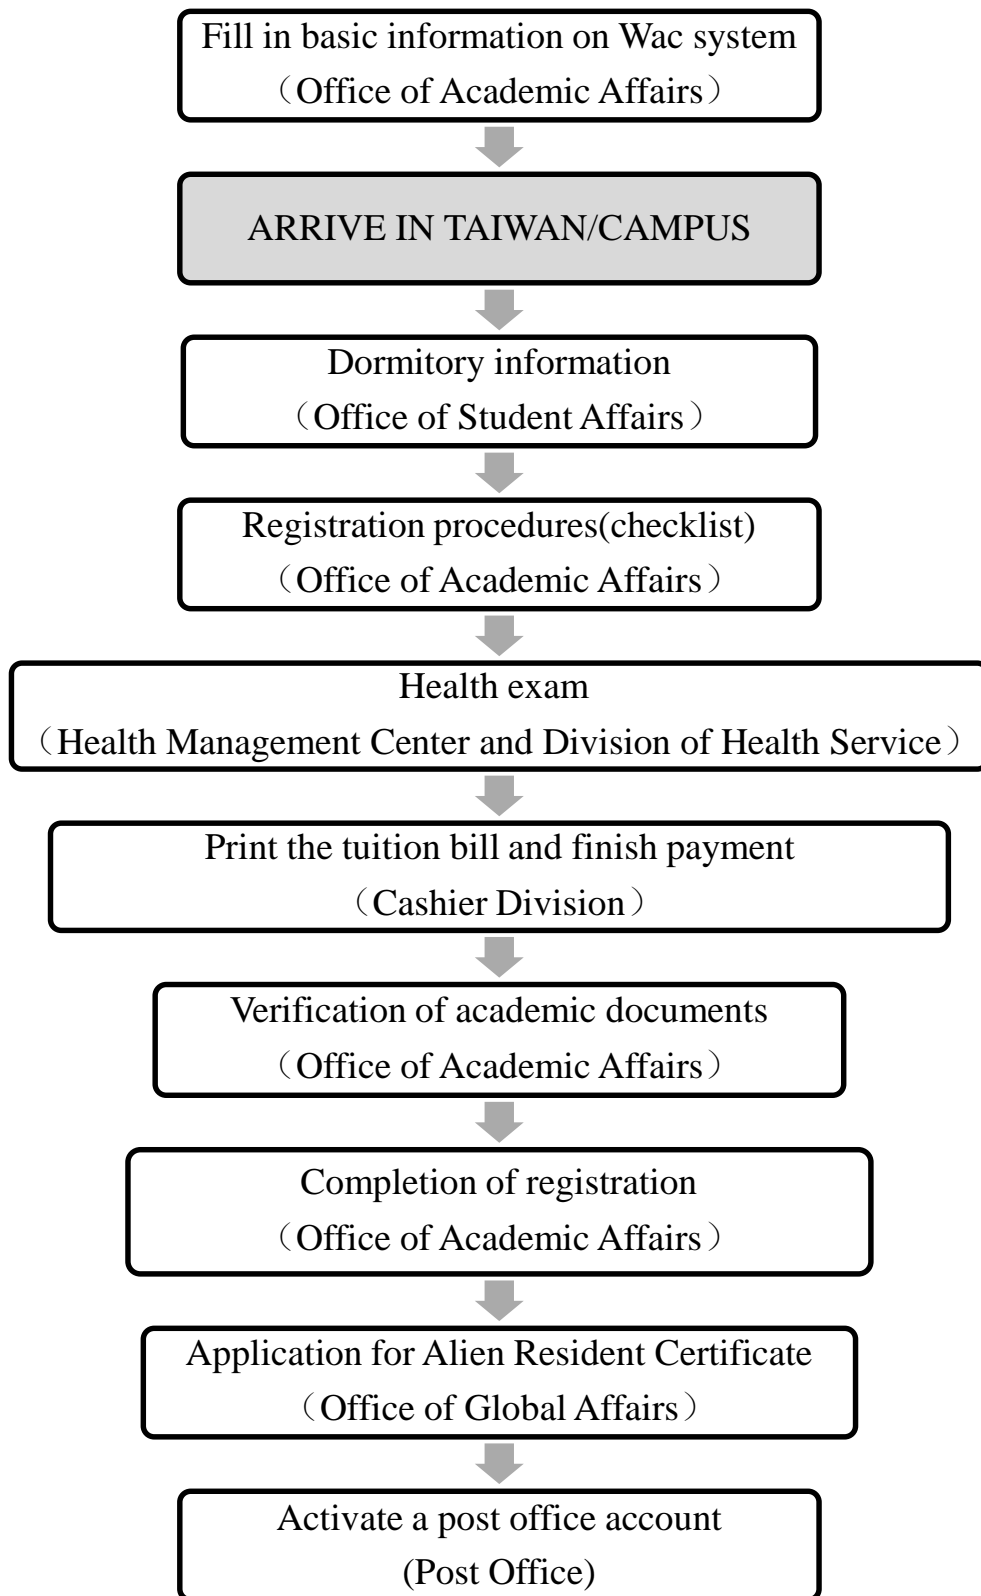 Fill in basic information on Wac system
（Office of Academic Affairs）
ARRIVE IN TAIWAN/CAMPUS
Dormitory information
（Office of Student Affairs）
Registration procedures(checklist)
（Office of Academic Affairs）
Health exam
（Health Management Center and Division of Health Service）
Print the tuition bill and finish payment
（Cashier Division）
Verification of academic documents
（Office of Academic Affairs）
Completion of registration
（Office of Academic Affairs）
Application for Alien Resident Certificate
（Office of Global Affairs）
Activate a post office account
(Post Office)